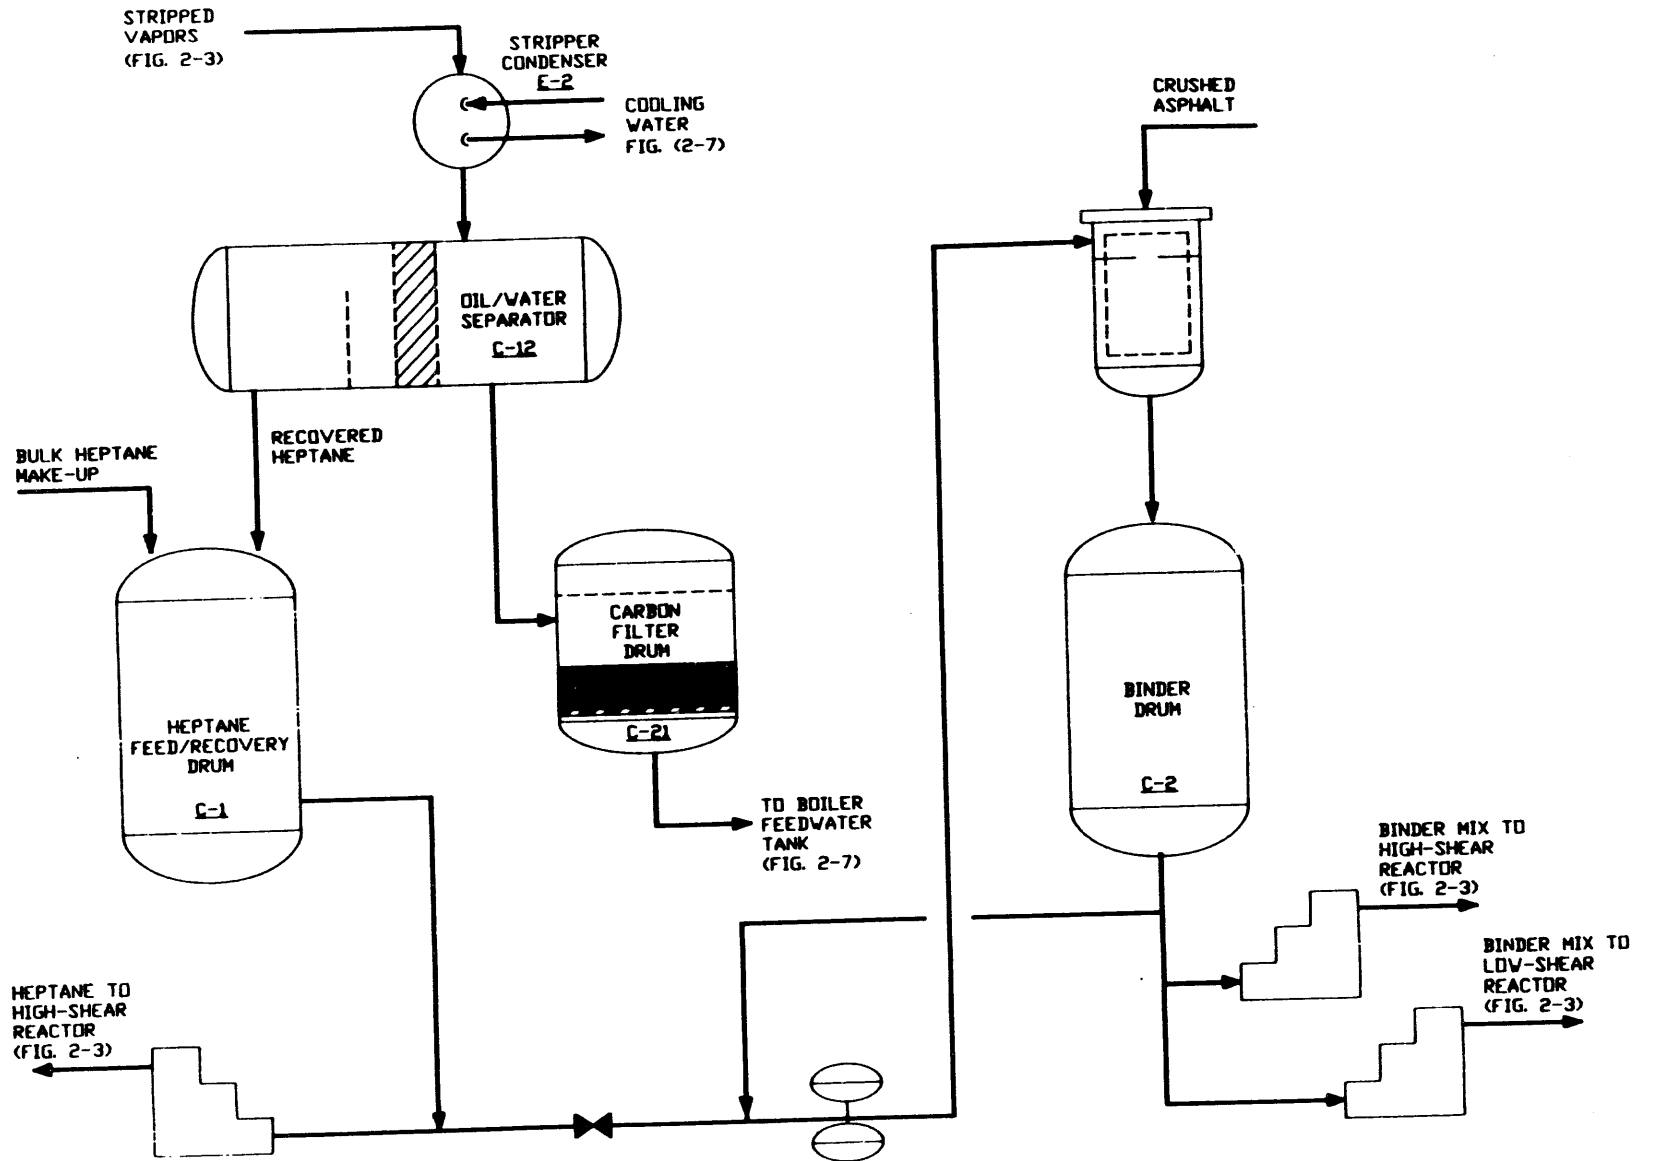 STRIPPED
VAPORS
(FIG. 2-3)
STRIPPER
CONDENSER
E-2
COOLING
WATER
FIG. (2-7)
CRUSHED
ASPHALT
OIL/WATER
SEPARATOR
C-12
RECOVERED
HEPTANE
BULK HEPTANE
MAKE-UP
CARBON
FILTER
DRUM
C-21
HEPTANE
FEED/RECOVERY
DRUM
C-1
BINDER
DRUM
C-2
TO BOILER
FEEDWATER
TANK
(FIG. 2-7)
BINDER MIX TO
HIGH-SHEAR
REACTOR
(FIG. 2-3)
BINDER MIX TO
LOW-SHEAR
REACTOR
(FIG. 2-3)
HEPTANE TO
HIGH-SHEAR
REACTOR
(FIG. 2-3)